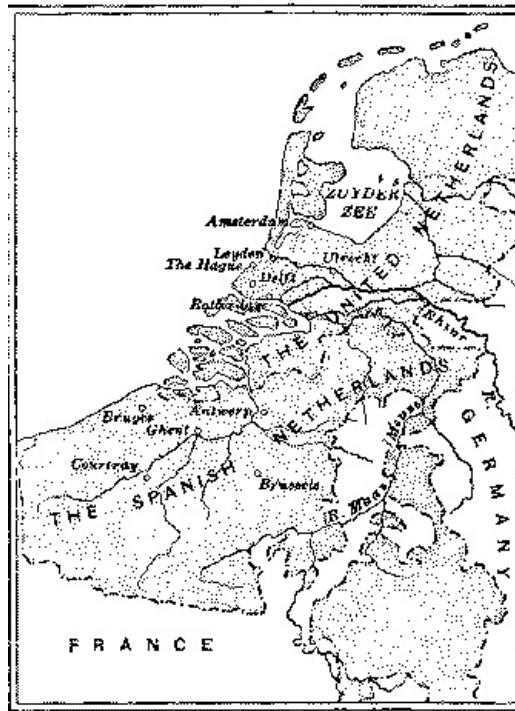 ZUYDER
ZEE
Amsterdam
Leyden
The Hague
Utrecht
Delft
THE UNITED NETHERLANDS
Rhine
Antwerp
Bruges
Ghent
Courtray
Brussels
THE SPANISH NETHERLANDS
R. Maas
Meuse
GERMANY
FRANCE